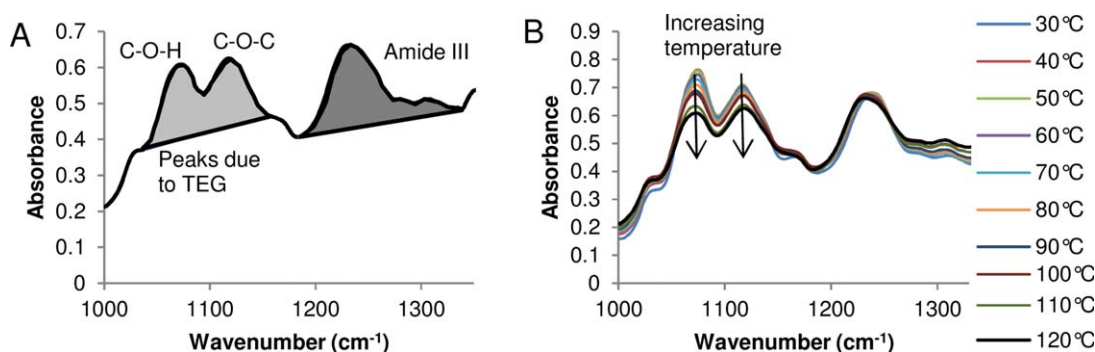 A
C-O-H
C-O-C
Amide III
Peaks due
to TEG
Absorbance
0
0.1
0.2
0.3
0.4
0.5
0.6
0.7
1000
1100
1200
1300
Wavenumber (cm⁻¹)
B
Increasing
temperature
Absorbance
0
0.1
0.2
0.3
0.4
0.5
0.6
0.7
0.8
0.9
1000
1100
1200
1300
Wavenumber (cm⁻¹)
30°C
40°C
50°C
60°C
70°C
80°C
90°C
100°C
110°C
120°C